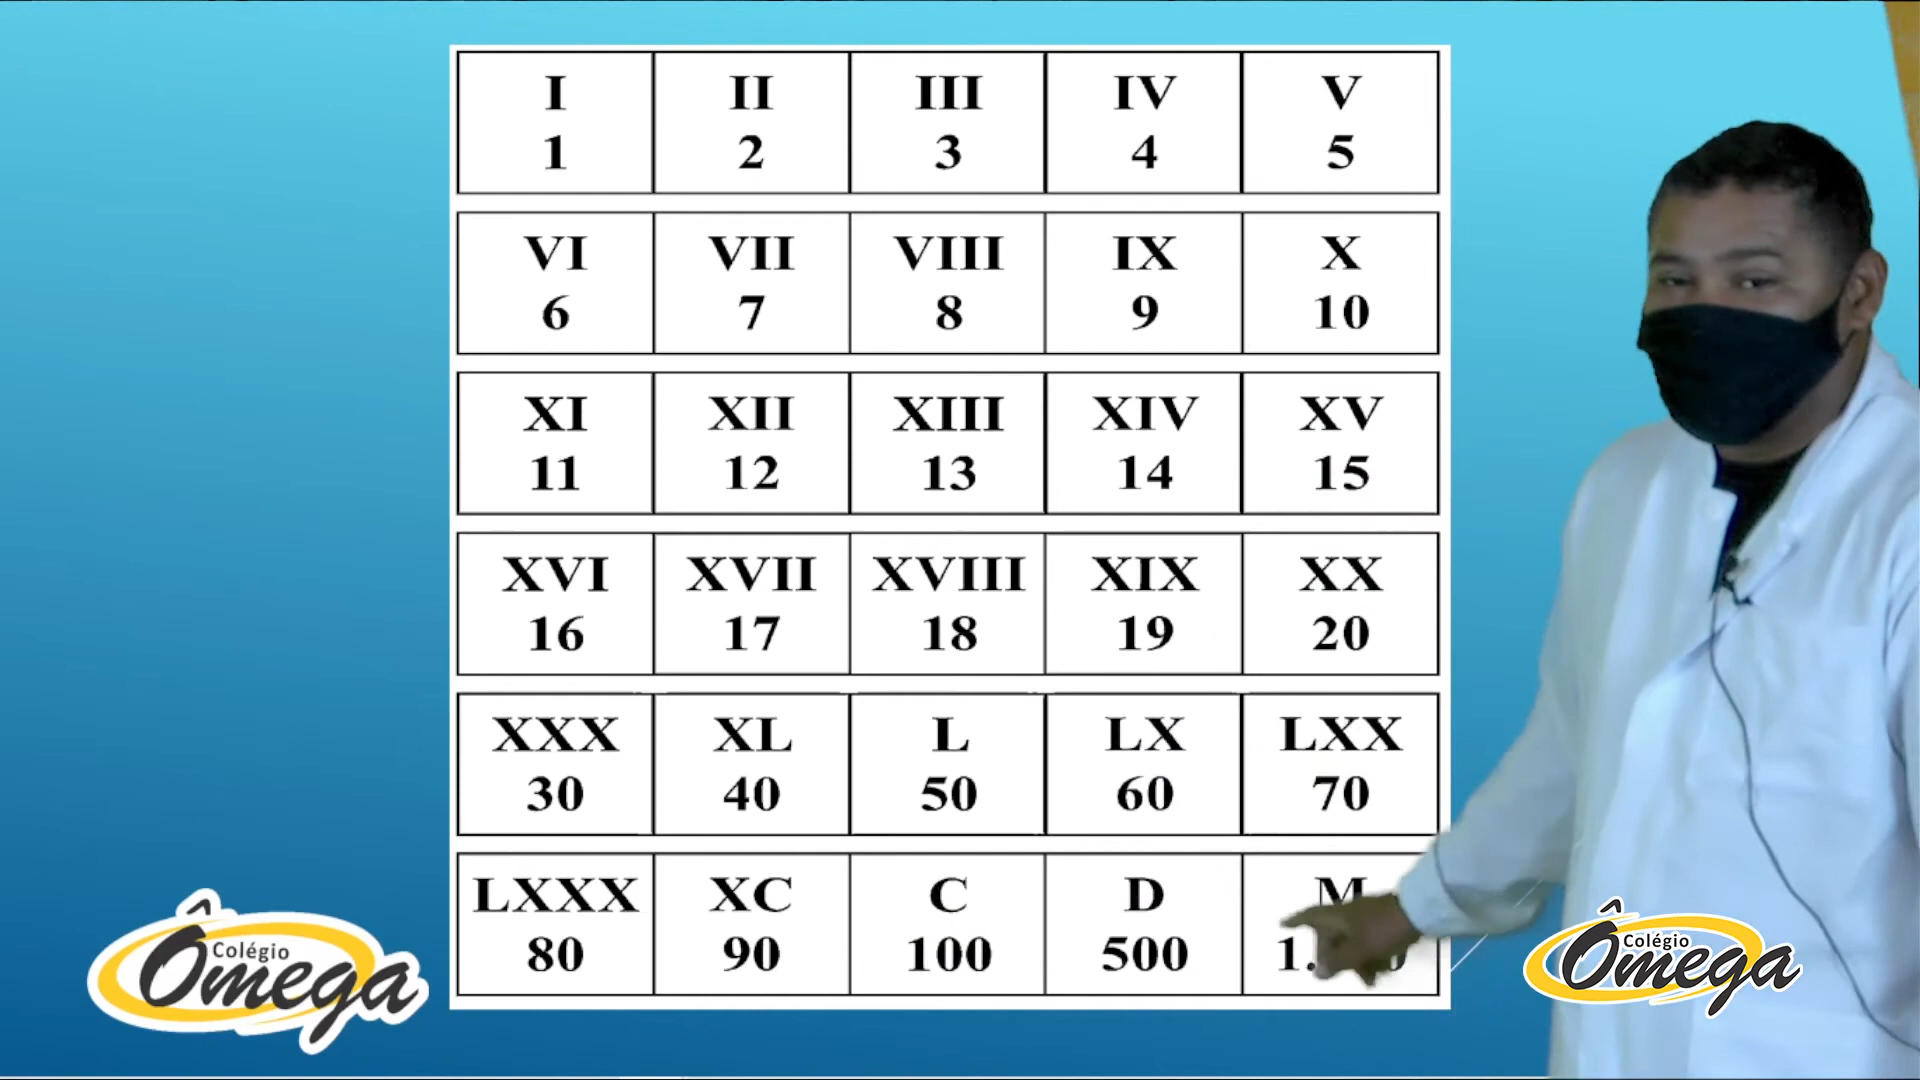 I II III IV V
1 2 3 4 5
VI VII VIII IX X
6 7 8 9 10
XI XII XIII XIV XV
11 12 13 14 15
XVI XVII XVIII XIX XX
16 17 18 19 20
XXX XL L LX LXX
30 40 50 60 70
LXXX XC C D M
80 90 100 500
Colégio
Ômega
Colégio
Ômega